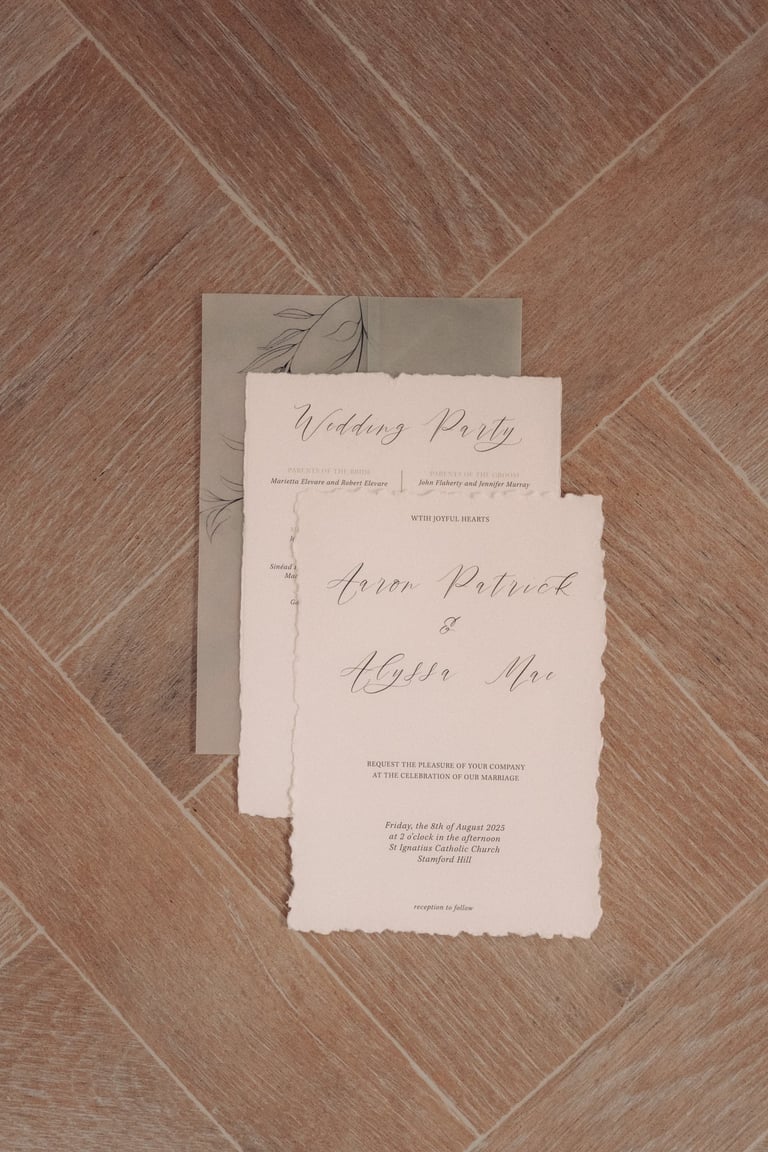 Wedding Party
PARENTS OF THE BRIDE
Marietta Elevare and Robert Elevare
PARENTS OF THE GROOM
John Flaherty and Jennifer Murray
Sinéad
WTIH JOYFUL HEARTS
Aaron Patrick
&
Alyssa Mae
REQUEST THE PLEASURE OF YOUR COMPANY
AT THE CELEBRATION OF OUR MARRIAGE
Friday, the 8th of August 2025
at 2 o'clock in the afternoon
St Ignatius Catholic Church
Stamford Hill
reception to follow